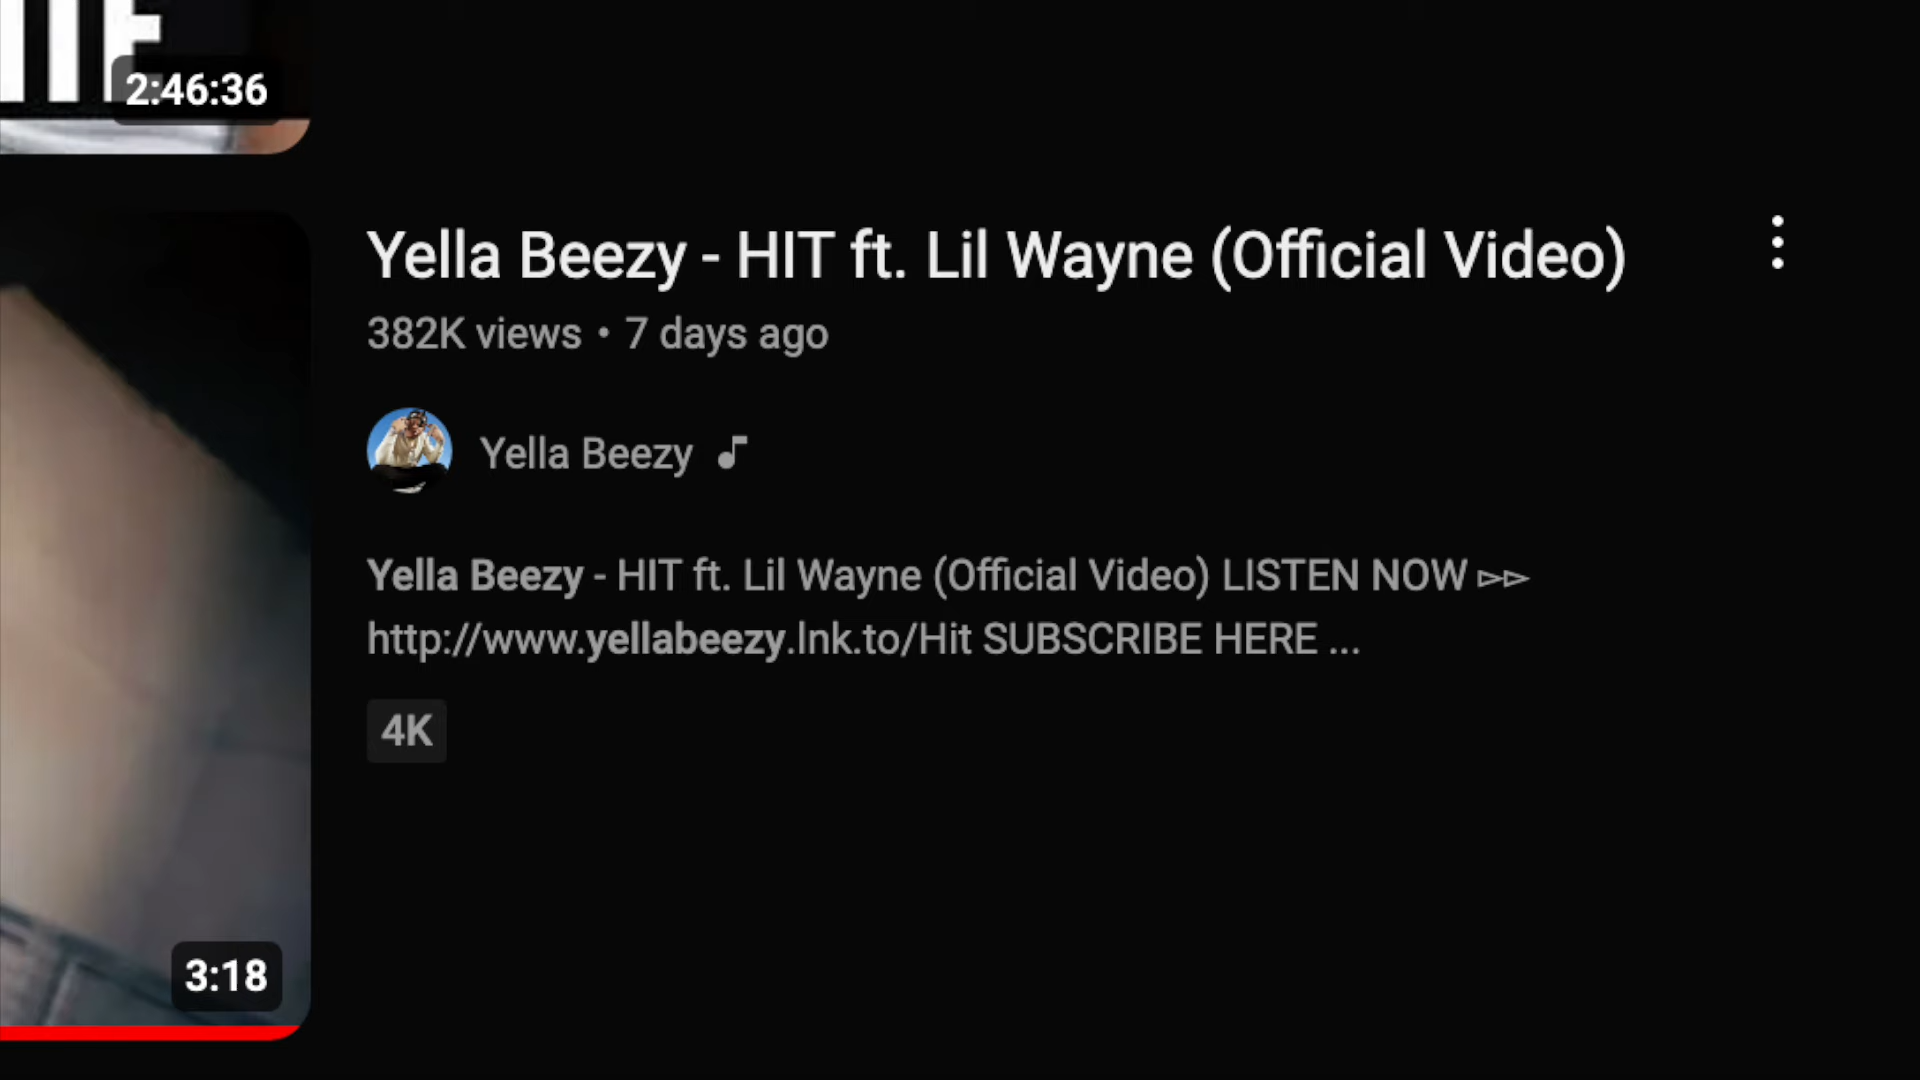 2:46:36
Yella Beezy - HIT ft. Lil Wayne (Official Video)
382K views • 7 days ago
Yella Beezy
Yella Beezy - HIT ft. Lil Wayne (Official Video) LISTEN NOW ▻▻
http://www.yellabeezy.lnk.to/Hit SUBSCRIBE HERE ...
4K
3:18